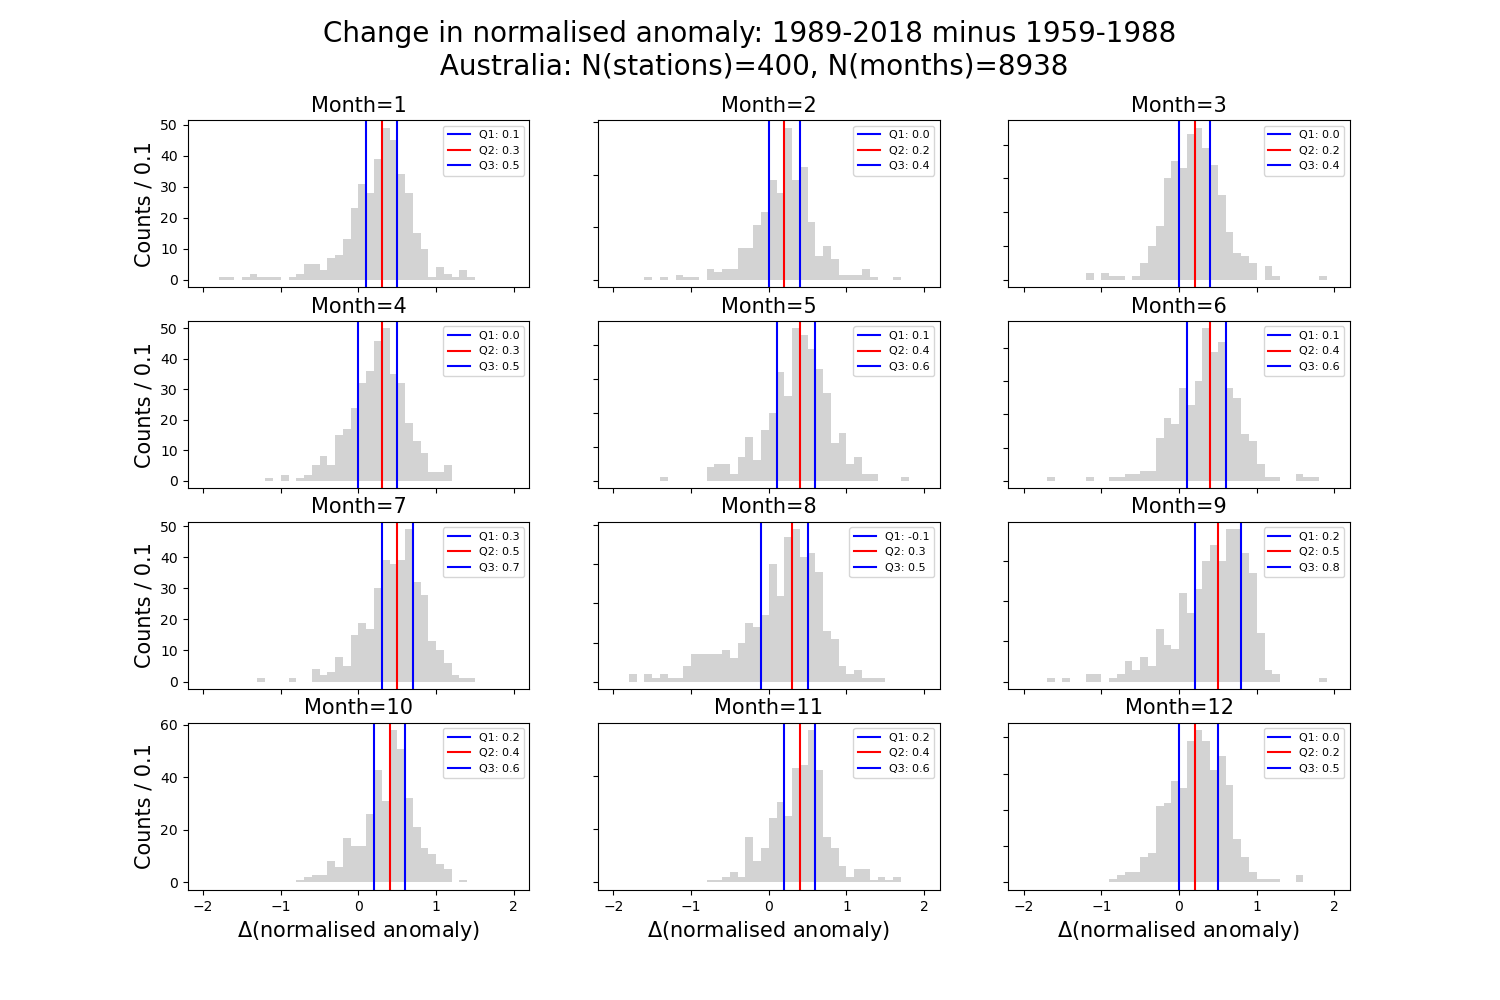 Change in normalised anomaly: 1989-2018 minus 1959-1988
Australia: N(stations)=400, N(months)=8938
Month=1
Counts / 0.1
50
40
30
20
10
0
Q1: 0.1
Q2: 0.3
Q3: 0.5
Month=2
Q1: 0.0
Q2: 0.2
Q3: 0.4
Month=3
Q1: 0.0
Q2: 0.2
Q3: 0.4
Month=4
Counts / 0.1
50
40
30
20
10
0
Q1: 0.0
Q2: 0.3
Q3: 0.5
Month=5
Q1: 0.1
Q2: 0.4
Q3: 0.6
Month=6
Q1: 0.1
Q2: 0.4
Q3: 0.6
Month=7
Counts / 0.1
50
40
30
20
10
0
Q1: 0.3
Q2: 0.5
Q3: 0.7
Month=8
Q1: -0.1
Q2: 0.3
Q3: 0.5
Month=9
Q1: 0.2
Q2: 0.5
Q3: 0.8
Month=10
Counts / 0.1
60
40
20
0
Q1: 0.2
Q2: 0.4
Q3: 0.6
−2 −1 0 1 2
Δ(normalised anomaly)
Month=11
Q1: 0.2
Q2: 0.4
Q3: 0.6
−2 −1 0 1 2
Δ(normalised anomaly)
Month=12
Q1: 0.0
Q2: 0.2
Q3: 0.5
−2 −1 0 1 2
Δ(normalised anomaly)